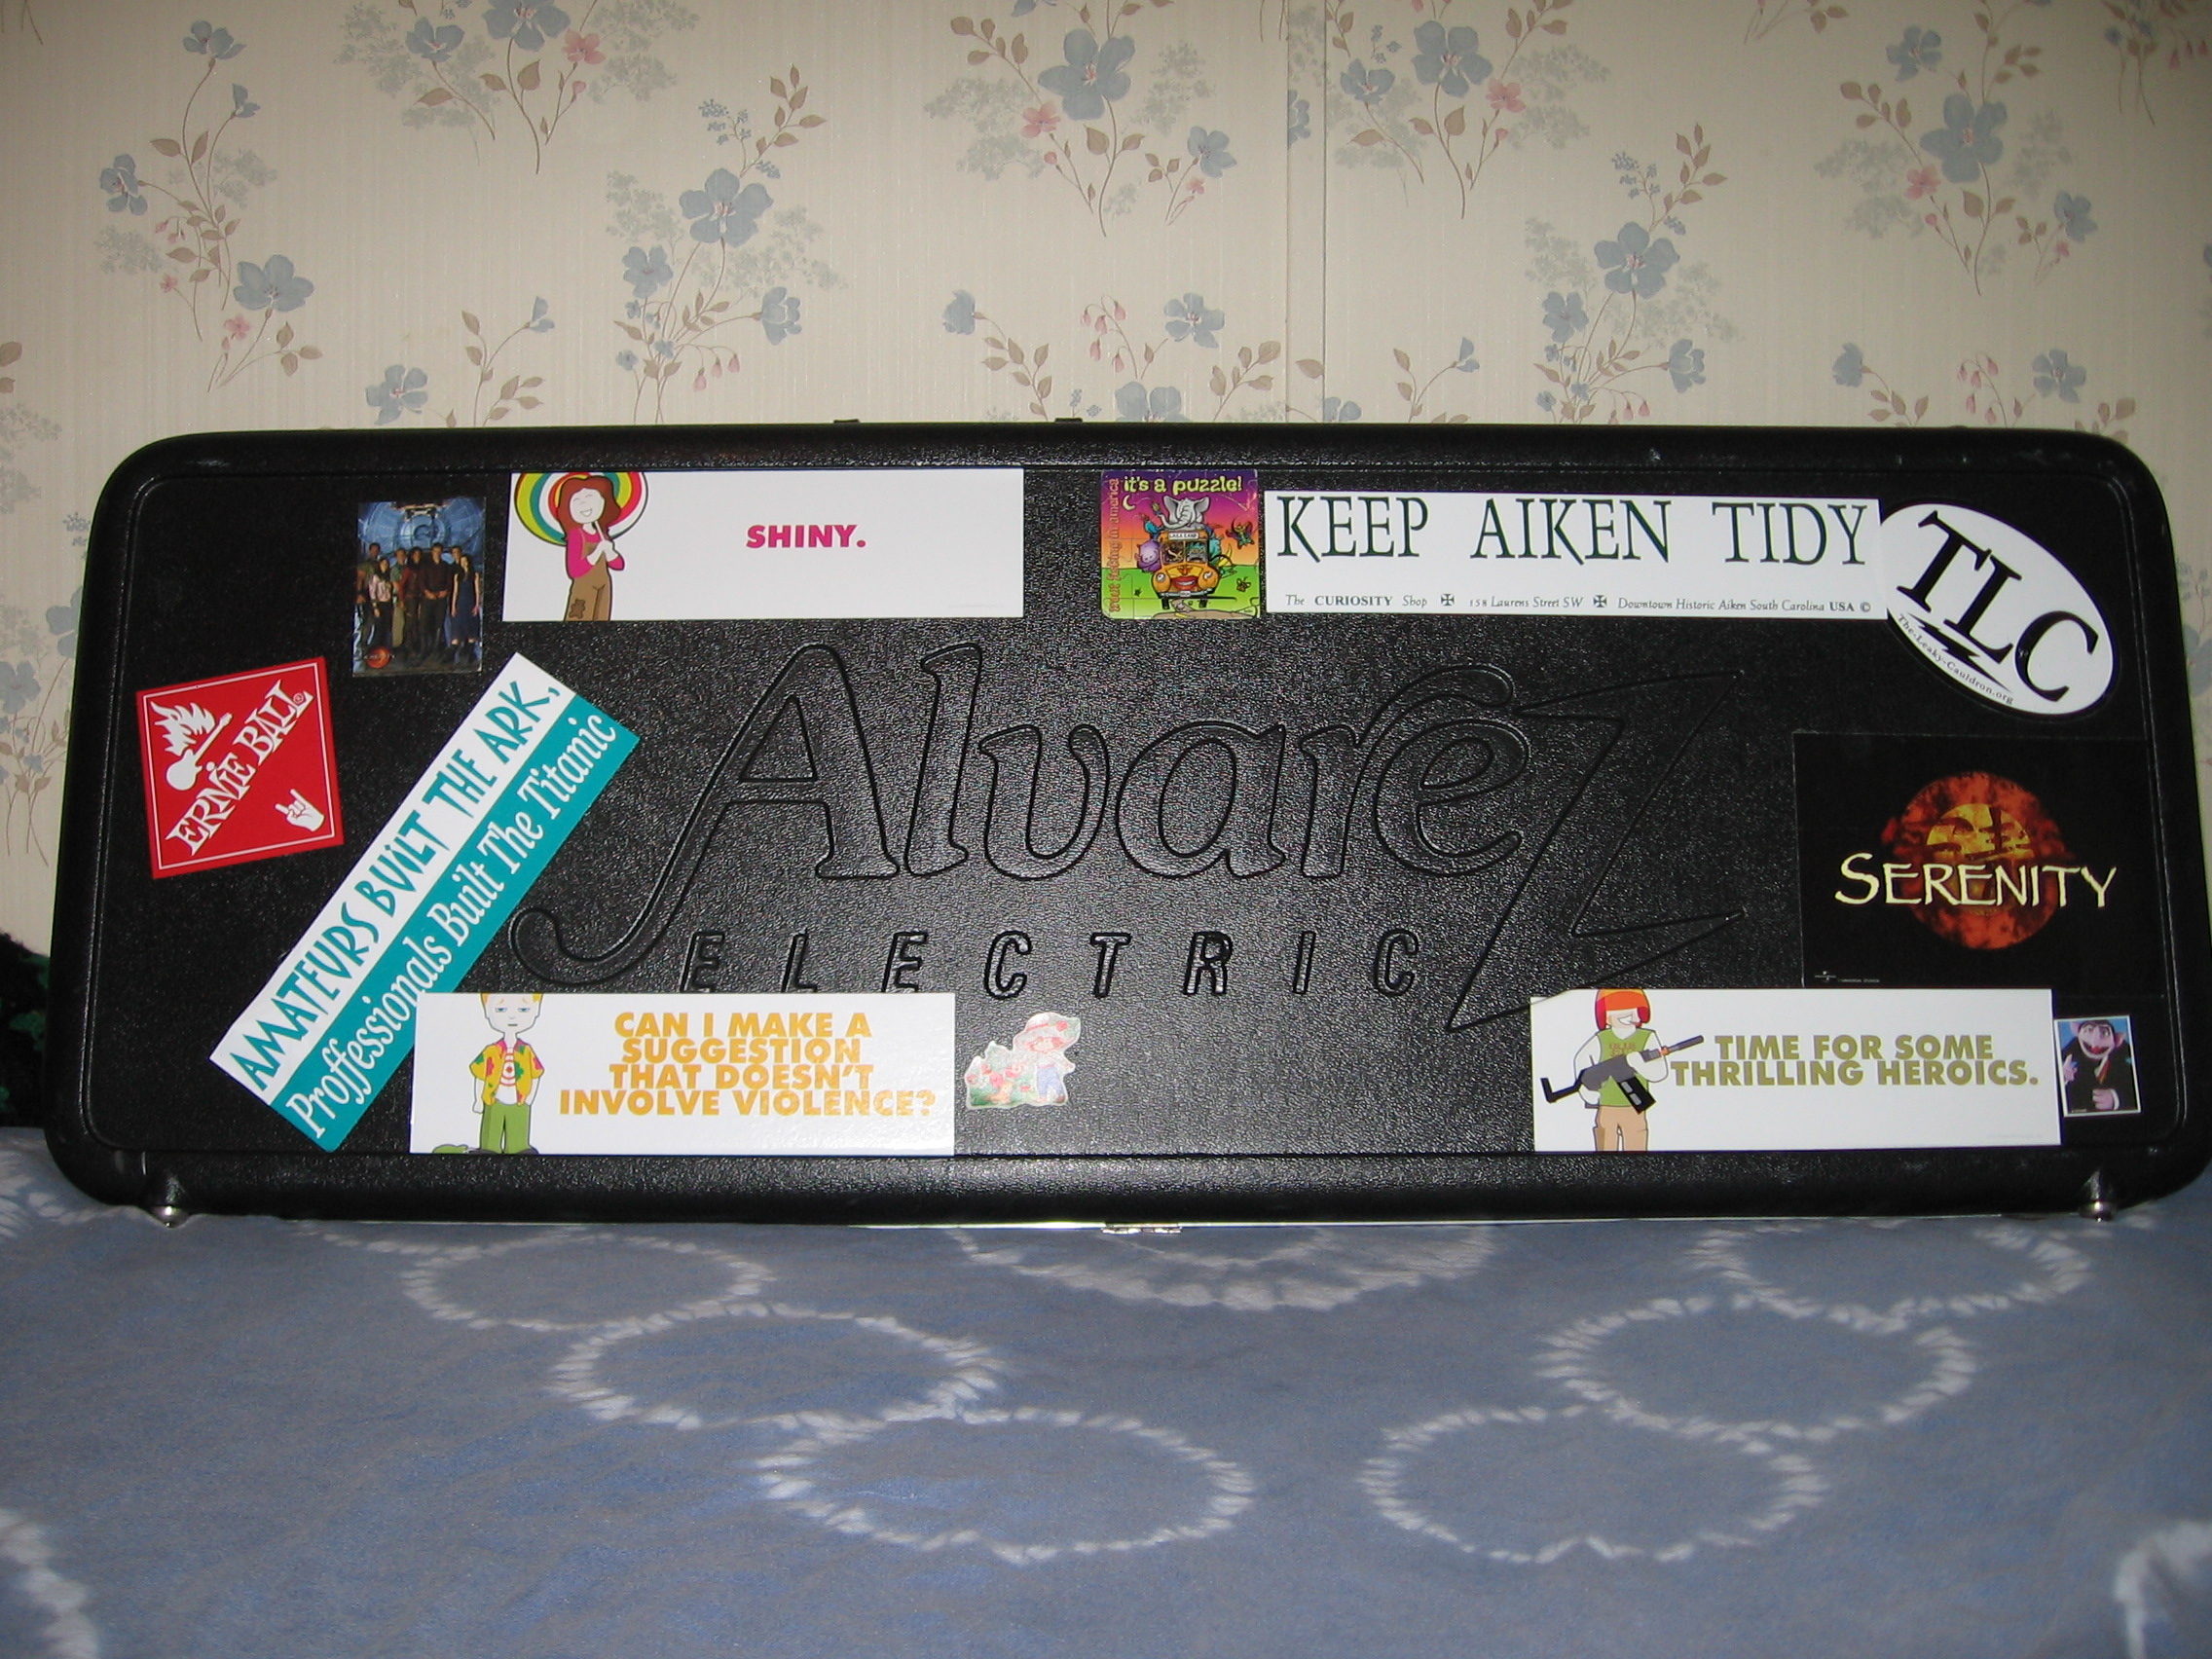 SHINY.
it's a puzzle!
KEEP AIKEN TIDY
The CURIOSITY Shop ✠ 158 Laurens Street SW ✠ Downtown Historic Aiken South Carolina USA ©
TLC
The-Leaky-Cauldron.org
ERNIE BALL®
AMATEURS BUILT THE ARK,
Proffessionals Built The Titanic
Alvarez
ELECTRIC
SERENITY
CAN I MAKE A
SUGGESTION
THAT DOESN'T
INVOLVE VIOLENCE?
TIME FOR SOME
THRILLING HEROICS.